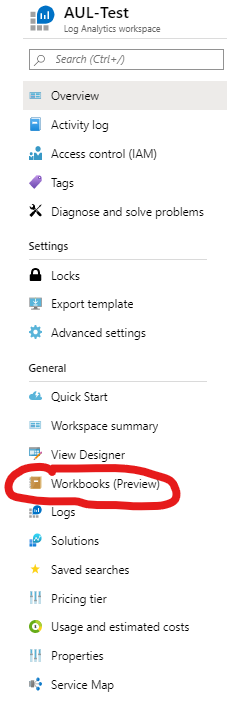 AUL-Test
Log Analytics workspace
Search (Ctrl+/)
Overview
Activity log
Access control (IAM)
Tags
Diagnose and solve problems
Settings
Locks
Export template
Advanced settings
General
Quick Start
Workspace summary
View Designer
Workbooks (Preview)
Logs
Solutions
Saved searches
Pricing tier
Usage and estimated costs
Properties
Service Map